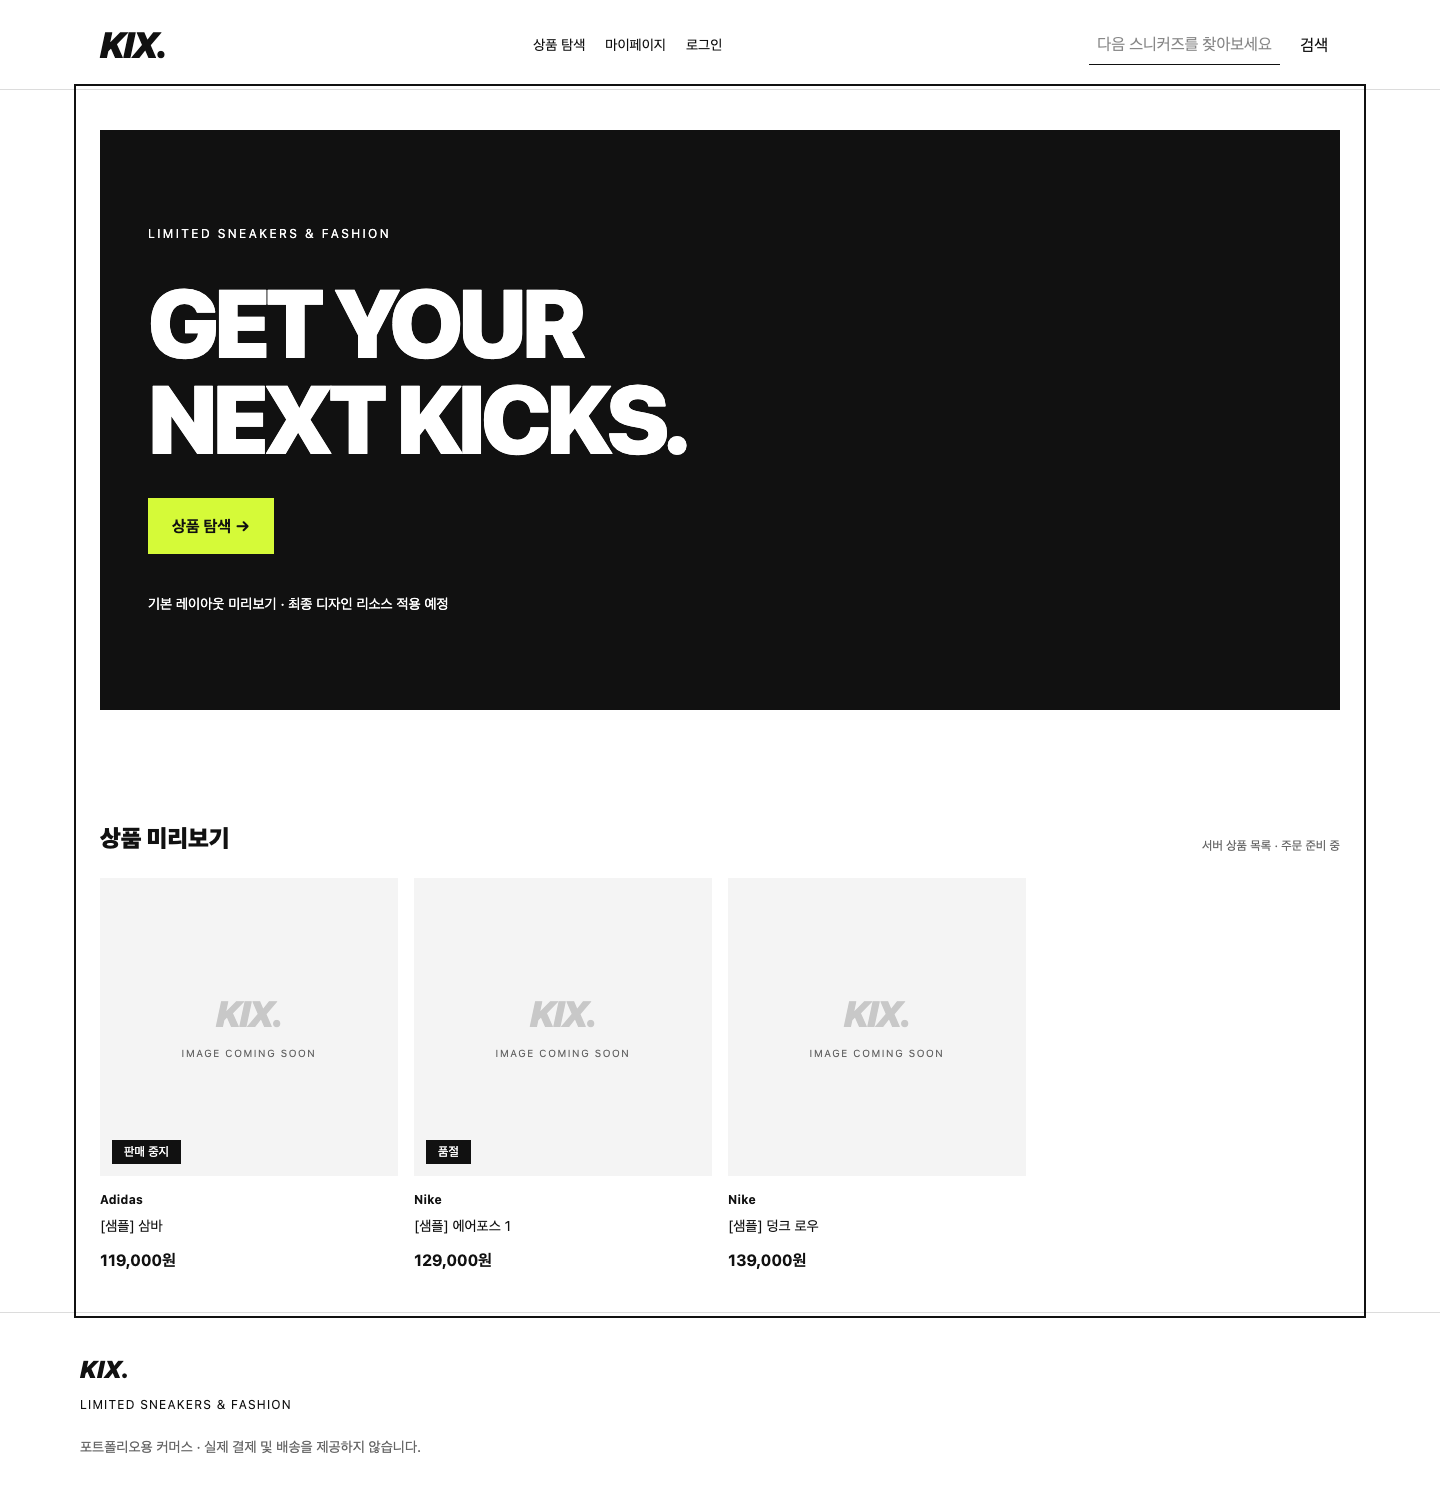 KIX.
상품 탐색 마이페이지 로그인
다음 스니커즈를 찾아보세요 검색
LIMITED SNEAKERS & FASHION
GET YOUR
NEXT KICKS.
상품 탐색 →
기본 레이아웃 미리보기 · 최종 디자인 리소스 적용 예정
상품 미리보기
서버 상품 목록 · 주문 준비 중
KIX.
IMAGE COMING SOON
판매 중지
Adidas
[샘플] 삼바
119,000원
KIX.
IMAGE COMING SOON
품절
Nike
[샘플] 에어포스 1
129,000원
KIX.
IMAGE COMING SOON
Nike
[샘플] 덩크 로우
139,000원
KIX.
LIMITED SNEAKERS & FASHION
포트폴리오용 커머스 · 실제 결제 및 배송을 제공하지 않습니다.